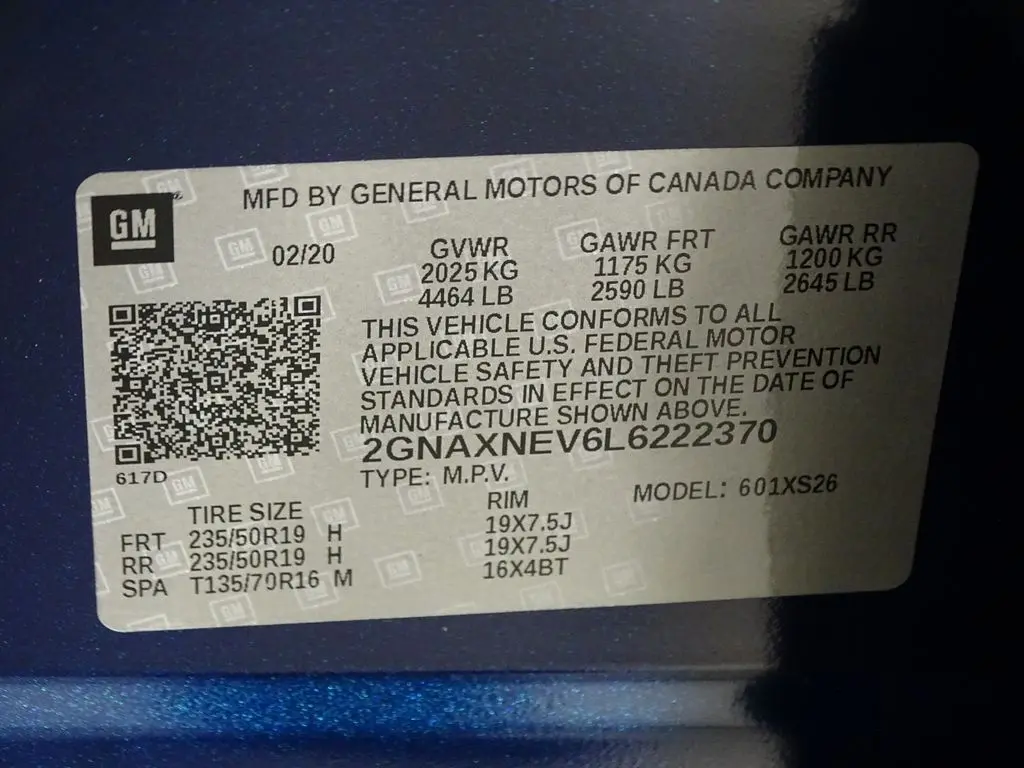 GM
MFD BY GENERAL MOTORS OF CANADA COMPANY
02/20
GVWR GAWR FRT GAWR RR
2025 KG 1175 KG 1200 KG
4464 LB 2590 LB 2645 LB
THIS VEHICLE CONFORMS TO ALL
APPLICABLE U.S. FEDERAL MOTOR
VEHICLE SAFETY AND THEFT PREVENTION
STANDARDS IN EFFECT ON THE DATE OF
MANUFACTURE SHOWN ABOVE.
2GNAXNEV6L6222370
617D
TYPE: M.P.V. MODEL: 601XS26
TIRE SIZE RIM
FRT 235/50R19 H 19X7.5J
RR 235/50R19 H 19X7.5J
SPA T135/70R16 M 16X4BT